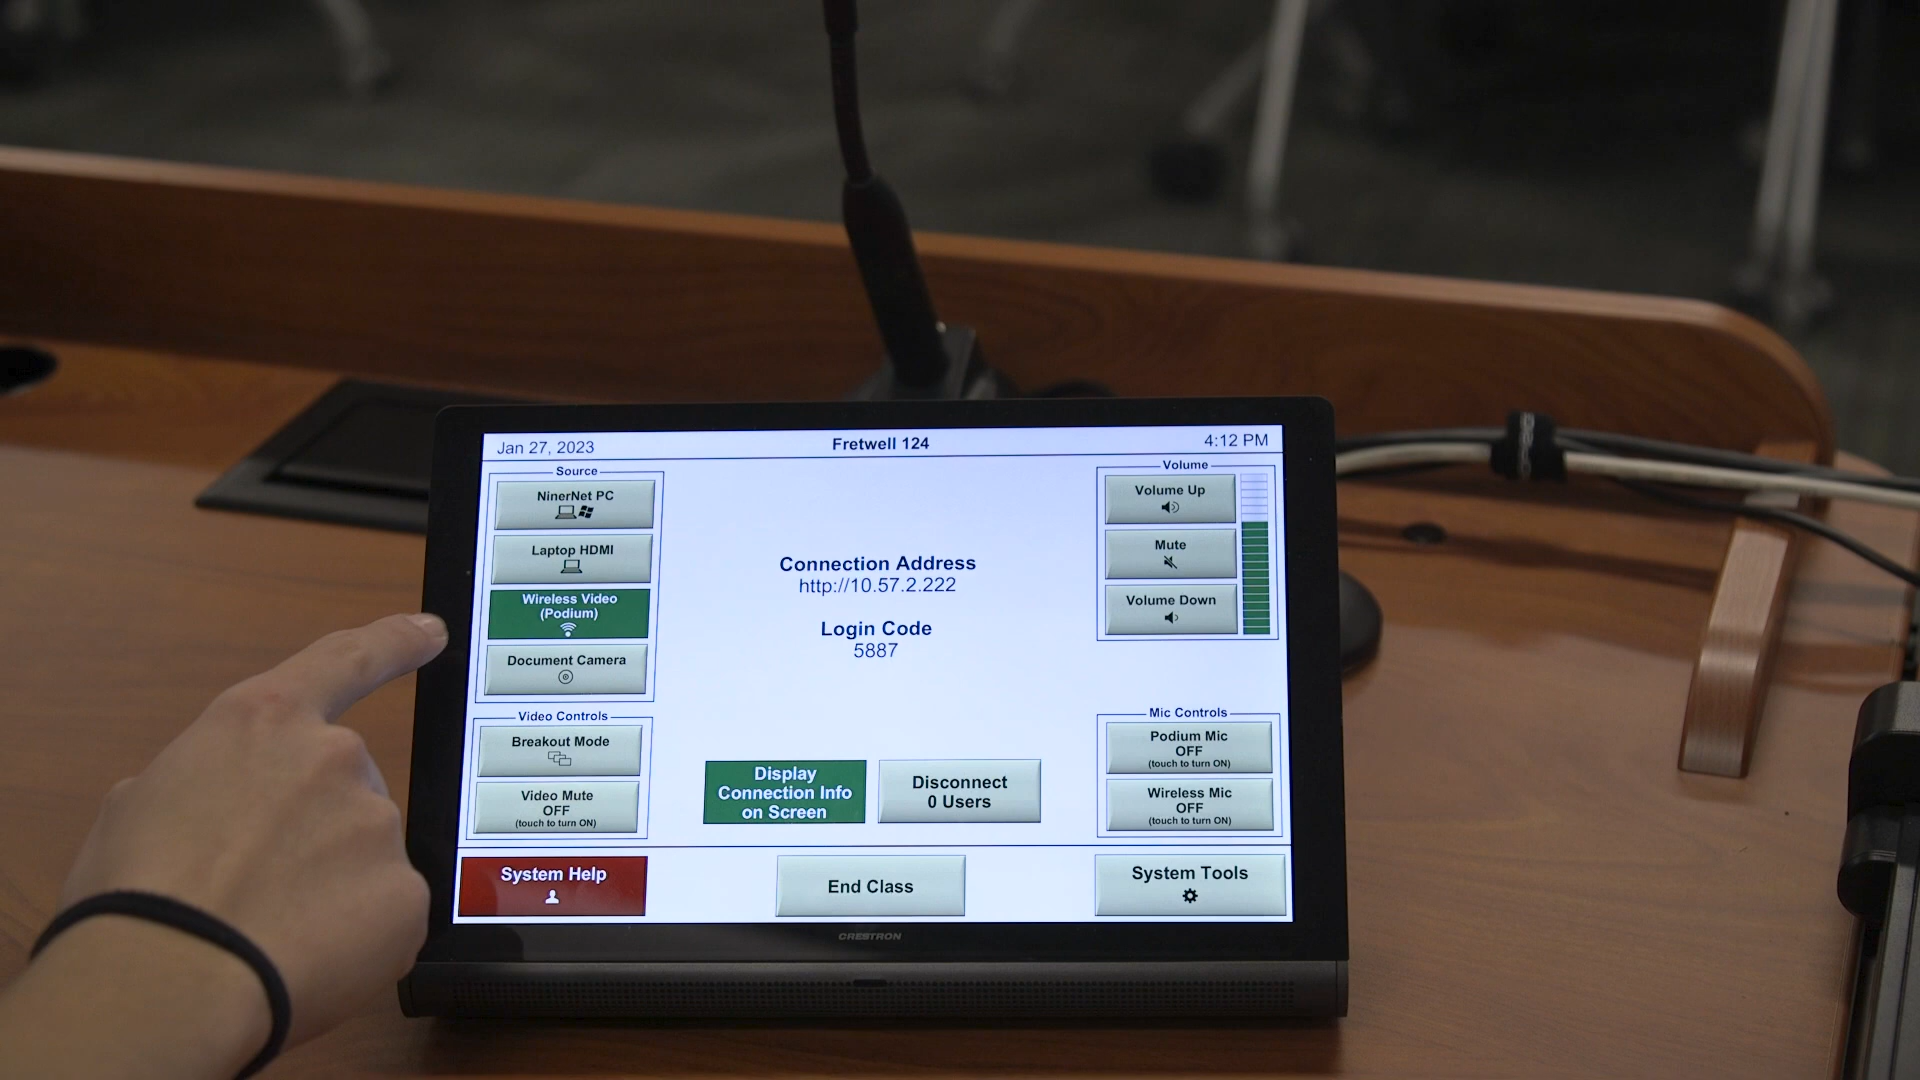 Jan 27, 2023
Fretwell 124
4:12 PM
Source
NinerNet PC
Laptop HDMI
Wireless Video
(Podium)
Document Camera
Video Controls
Breakout Mode
Video Mute
OFF
(touch to turn ON)
Connection Address
http://10.57.2.222
Login Code
5887
Display
Connection Info
on Screen
Disconnect
0 Users
Volume
Volume Up
Mute
Volume Down
Mic Controls
Podium Mic
OFF
(touch to turn ON)
Wireless Mic
OFF
(touch to turn ON)
System Help
End Class
System Tools
CRESTRON